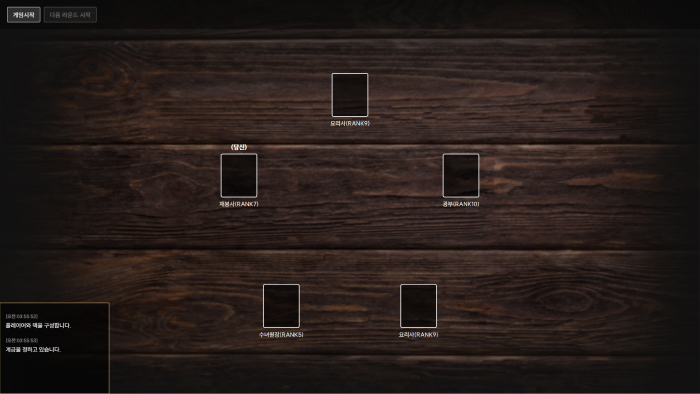 게임시작
다음 라운드 시작
요리사(RANK9)
(당신)
재봉사(RANK7)
광부(RANK10)
수녀원장(RANK5)
요리사(RANK9)
[오전 03:55:52]
플레이어와 덱을 구성합니다.
[오전 03:55:53]
계급을 정하고 있습니다.